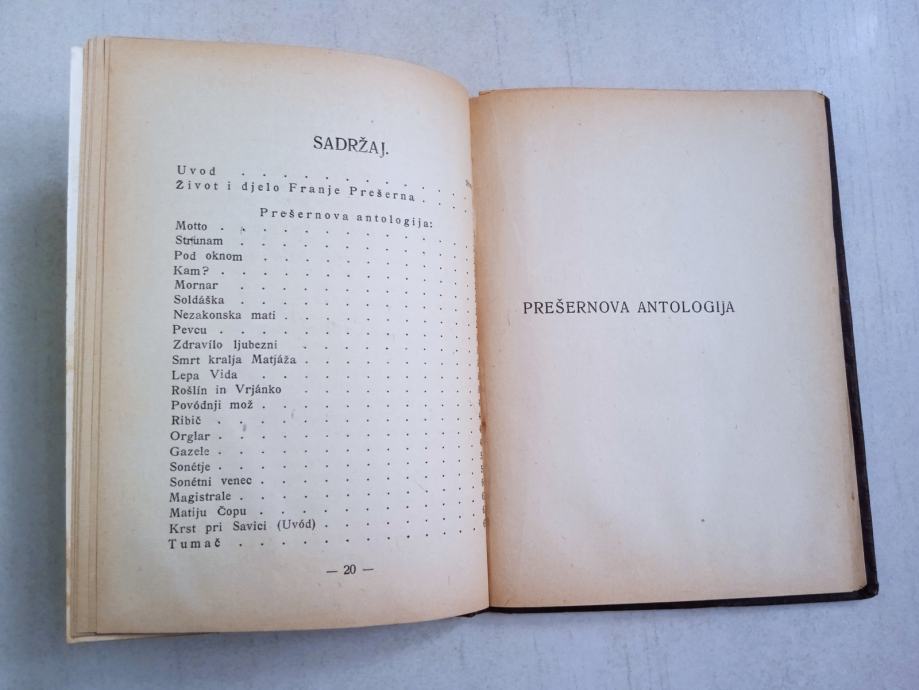 SADRŽAJ.
Uvod . . . . . . . . . .
Život i djelo Franje Prešerna . . .
Prešernova antologija:
Motto . . . . . . . . . . .
Strunam . . . . . . . . . .
Pod oknom . . . . . . . . .
Kam? . . . . . . . . . . .
Mornar . . . . . . . . . .
Soldáška . . . . . . . . . .
Nezakonska mati . . . . . . . .
Pevcu . . . . . . . . . . .
Zdravílo ljubezni . . . . . . . .
Smrt kralja Matjáža . . . . . . .
Lepa Vida . . . . . . . . .
Rošlín in Vrjánko . . . . . . .
Povódnji mož . . . . . . . . .
Ribič . . . . . . . . . . .
Orglar . . . . . . . . . . .
Gazele . . . . . . . . . . .
Sonétje . . . . . . . . . . .
Sonétni venec . . . . . . . . .
Magistrale . . . . . . . . . .
Matiju Čopu . . . . . . . . .
Krst pri Savici (Uvód) . . . . . .
Tumač . . . . . . . . . . .
— 20 —
PREŠERNOVA ANTOLOGIJA